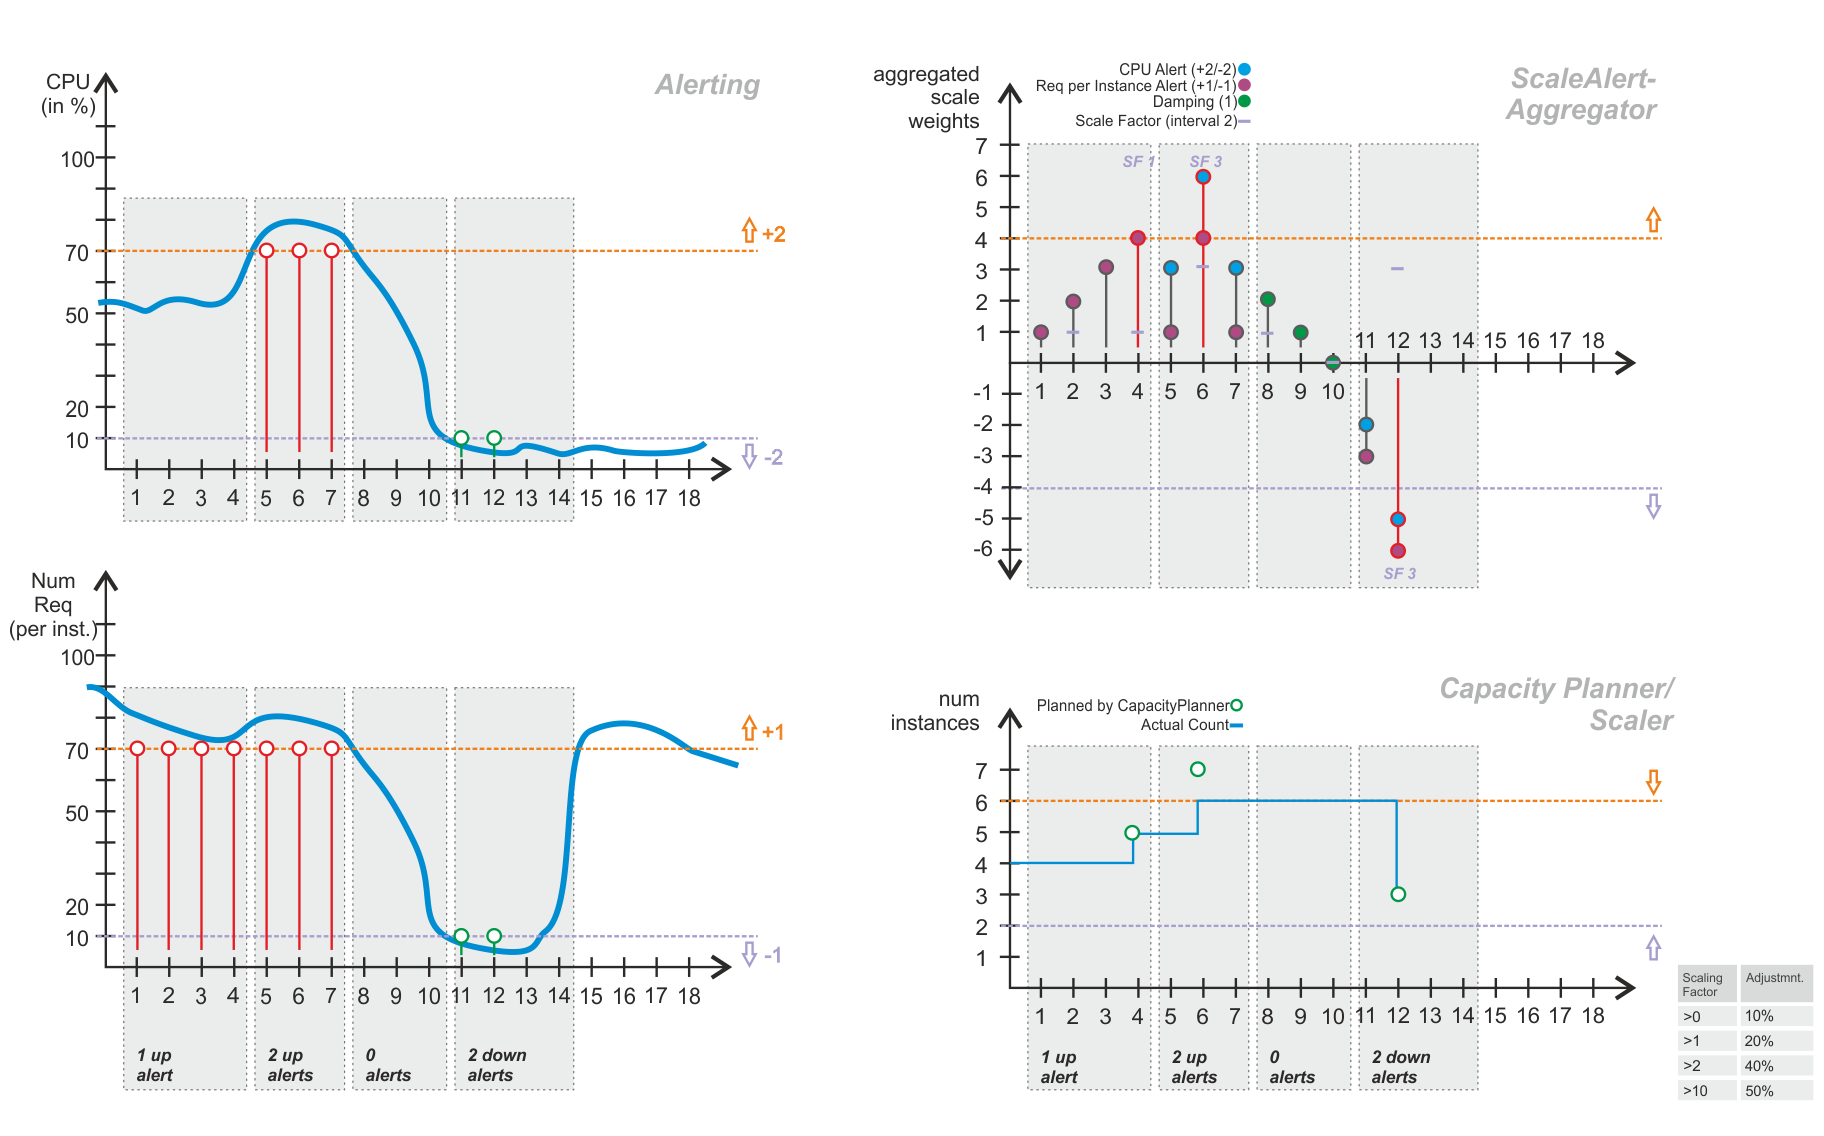 Alerting
CPU
(in %)
100
70
50
20
10
+2
-2
1 2 3 4 5 6 7 8 9 10 11 12 13 14 15 16 17 18
Num
Req
(per inst.)
100
70
50
20
10
+1
-1
1 2 3 4 5 6 7 8 9 10 11 12 13 14 15 16 17 18
1 up
alert
2 up
alerts
0
alerts
2 down
alerts
ScaleAlert-
Aggregator
aggregated
scale
weights
CPU Alert (+2/-2)
Req per Instance Alert (+1/-1)
Damping (1)
Scale Factor (interval 2)
SF 1
SF 3
7
6
5
4
3
2
1
11 12 13 14 15 16 17 18
1 2 3 4 5 6 7 8 9 10
-1
-2
-3
-4
-5
-6
SF 3
Capacity Planner/
Scaler
num
instances
Planned by CapacityPlanner
Actual Count
7
6
5
4
3
2
1
1 2 3 4 5 6 7 8 9 10 11 12 13 14 15 16 17 18
1 up
alert
2 up
alerts
0
alerts
2 down
alerts
Scaling
Factor
Adjustmnt.
>0 10%
>1 20%
>2 40%
>10 50%